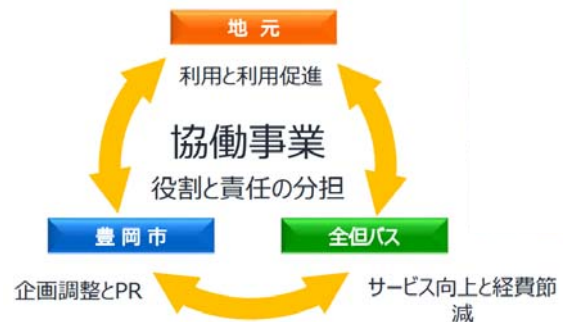 地 元
利用と利用促進
協働事業
役割と責任の分担
豊 岡 市
全但バス
企画調整とPR
サービス向上と経費節
減